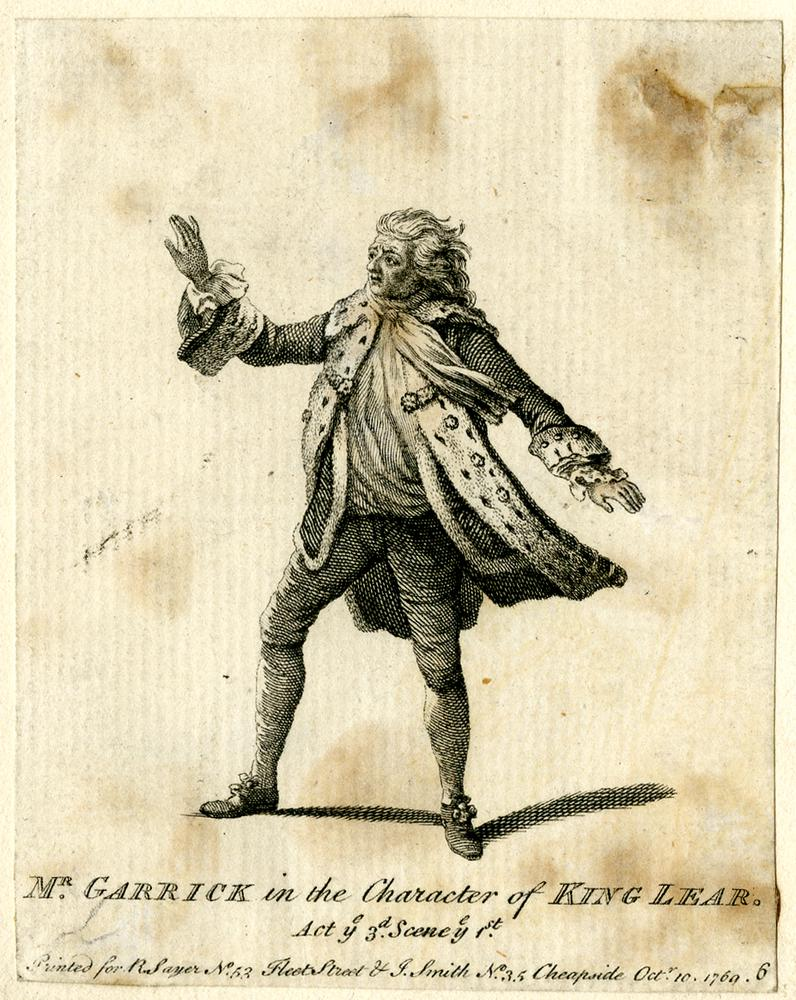 Mʳ. GARRICK in the Character of KING LEAR.
Act yᵉ 3ᵈ. Scene yᵉ 1ˢᵗ.
Printed for R. Sayer Nº. 53 Fleet Street & J. Smith Nº. 35 Cheapside Octʳ. 10. 1769. 6